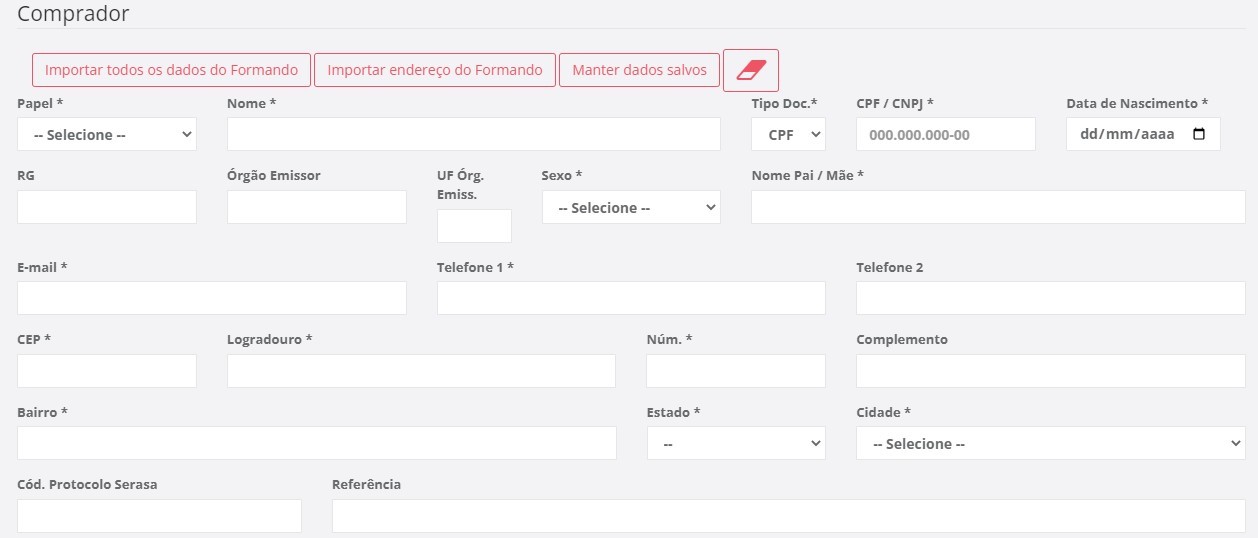 Comprador
Importar todos os dados do Formando Importar endereço do Formando Manter dados salvos
Papel * Nome * Tipo Doc.* CPF / CNPJ * Data de Nascimento *
-- Selecione -- CPF 000.000.000-00 dd/mm/aaaa
RG Órgão Emissor UF Órg. Emiss. Sexo * Nome Pai / Mãe *
-- Selecione --
E-mail * Telefone 1 * Telefone 2
CEP * Logradouro * Núm. * Complemento
Bairro * Estado * Cidade *
-- -- Selecione --
Cód. Protocolo Serasa Referência